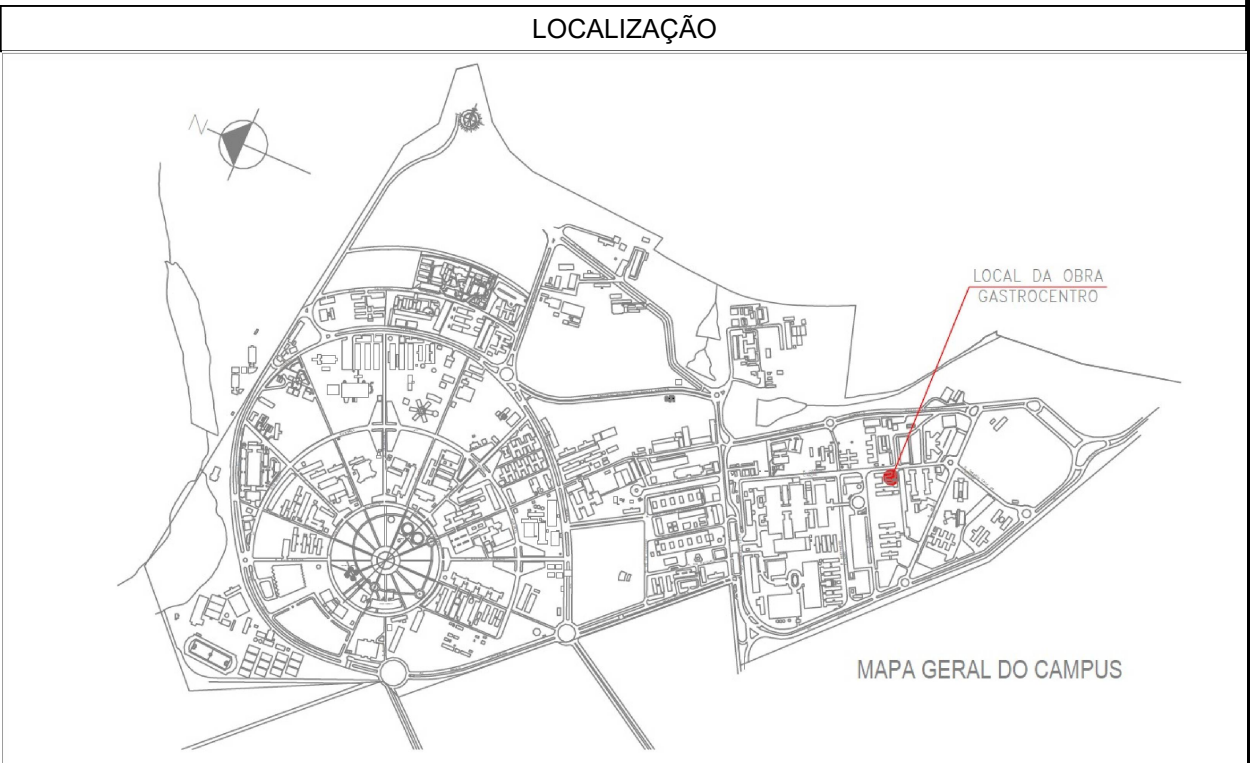 LOCALIZAÇÃO
N
LOCAL DA OBRA
GASTROCENTRO
MAPA GERAL DO CAMPUS